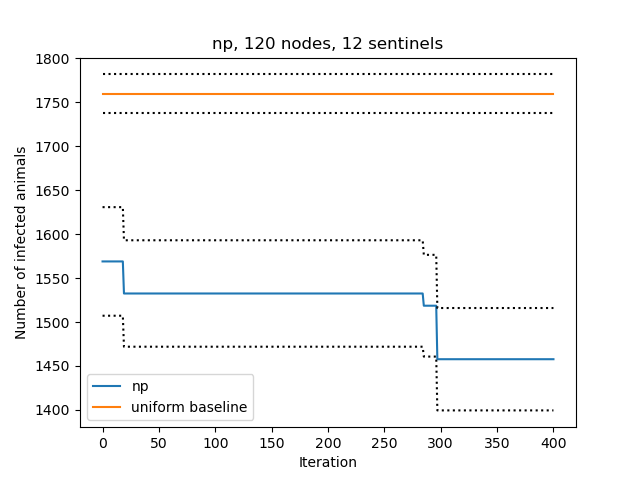 np, 120 nodes, 12 sentinels
1800
1750
1700
1650
1600
1550
1500
1450
1400
Number of infected animals
np
uniform baseline
0 50 100 150 200 250 300 350 400
Iteration